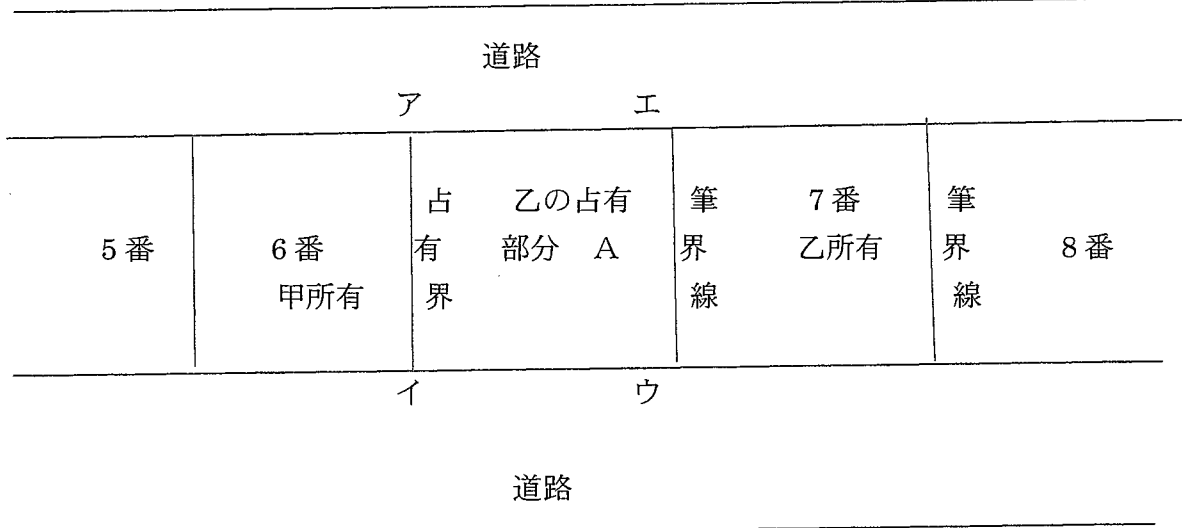 道路
ア エ
5番
6番
甲所有
占有界
乙の占有
部分 A
筆界線
7番
乙所有
筆界線
8番
イ ウ
道路